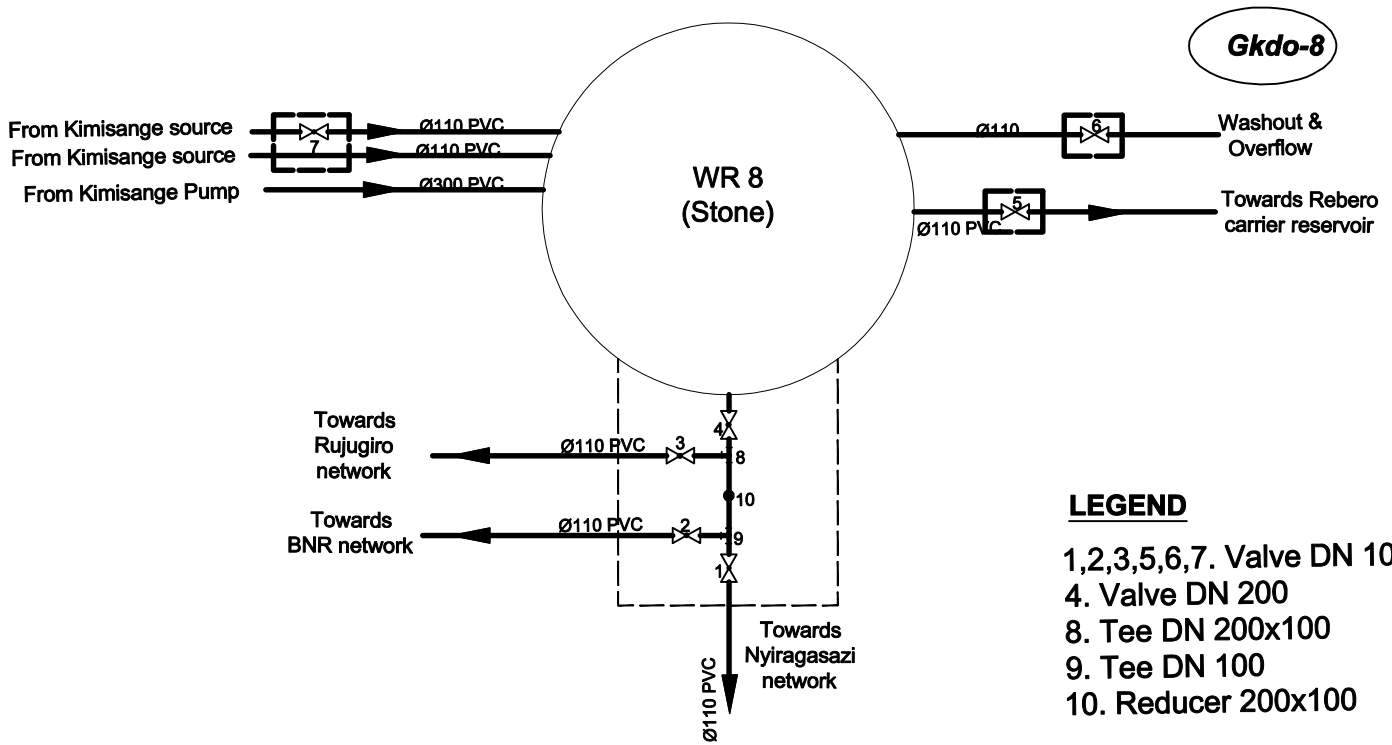 Gkdo-8
From Kimisange source
7
Ø110 PVC
From Kimisange source
Ø110 PVC
From Kimisange Pump
Ø300 PVC
WR 8
(Stone)
Ø110
6
Washout &
Overflow
Ø110 PVC
5
Towards Rebero
carrier reservoir
Towards
Rujugiro
network
Ø110 PVC
3
4
8
10
Towards
BNR network
Ø110 PVC
2
9
1
Ø110 PVC
Towards
Nyiragasazi
network
LEGEND
1,2,3,5,6,7. Valve DN 10
4. Valve DN 200
8. Tee DN 200x100
9. Tee DN 100
10. Reducer 200x100